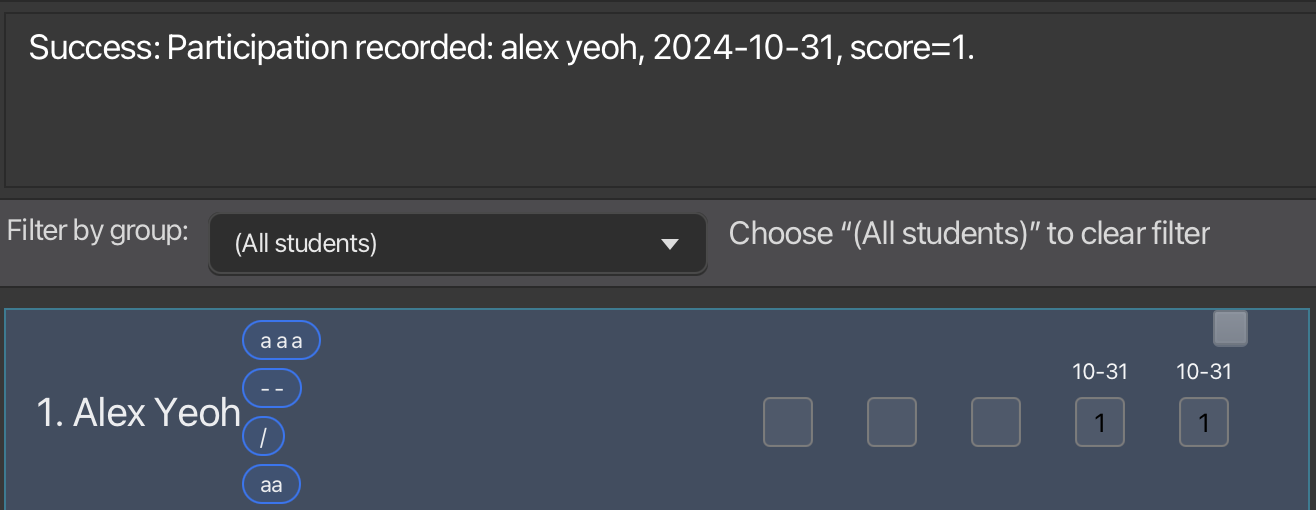 Success: Participation recorded: alex yeoh, 2024-10-31, score=1.
Filter by group:
(All students)
Choose “(All students)” to clear filter
1. Alex Yeoh
a a a
- -
/
aa
10-31
10-31
1
1